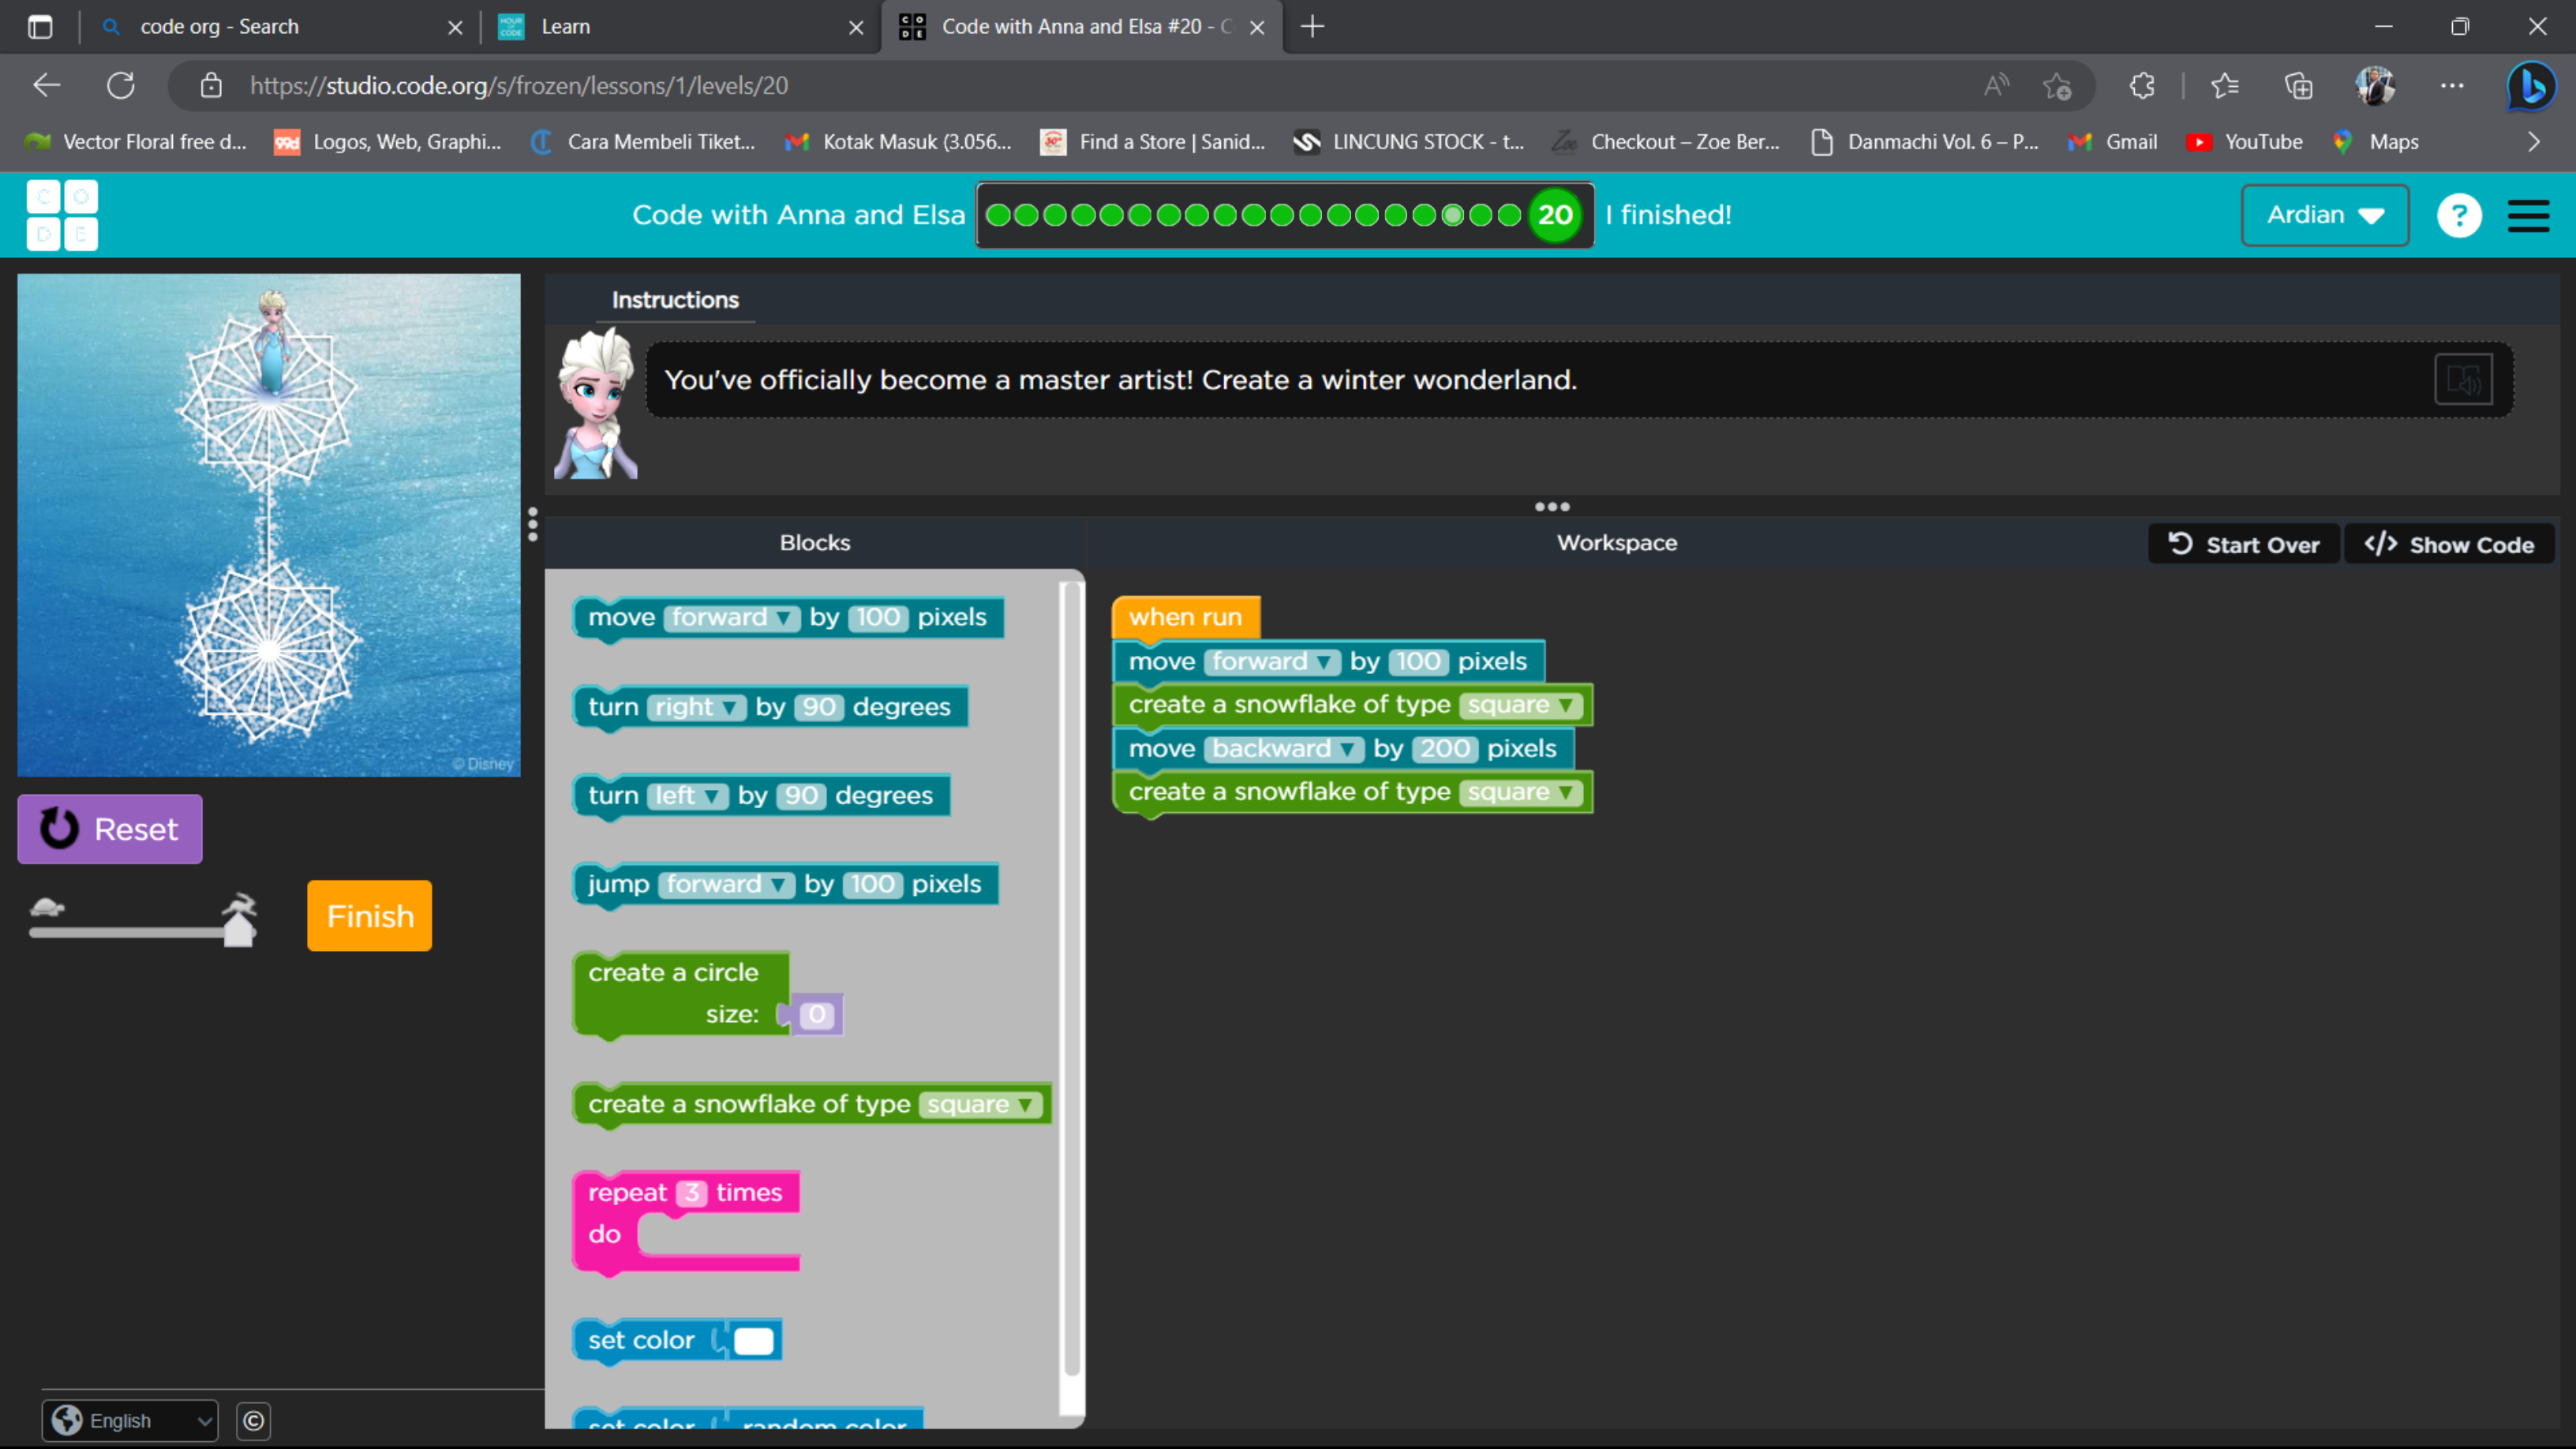 code org - Search
Learn
Code with Anna and Elsa #20 - C
https://studio.code.org/s/frozen/lessons/1/levels/20
Vector Floral free d...
Logos, Web, Graphi...
Cara Membeli Tiket...
Kotak Masuk (3.056...
Find a Store | Sanid...
LINCUNG STOCK - t...
Checkout – Zoe Ber...
Danmachi Vol. 6 – P...
Gmail
YouTube
Maps
C O
D E
Code with Anna and Elsa
20
I finished!
Ardian
?
Instructions
You've officially become a master artist! Create a winter wonderland.
© Disney
Reset
Finish
Blocks
Workspace
Start Over
</> Show Code
move forward ▼ by 100 pixels
turn right ▼ by 90 degrees
turn left ▼ by 90 degrees
jump forward ▼ by 100 pixels
create a circle
size: 0
create a snowflake of type square ▼
repeat 3 times
do
set color
set color random color
when run
move forward ▼ by 100 pixels
create a snowflake of type square ▼
move backward ▼ by 200 pixels
create a snowflake of type square ▼
English
©